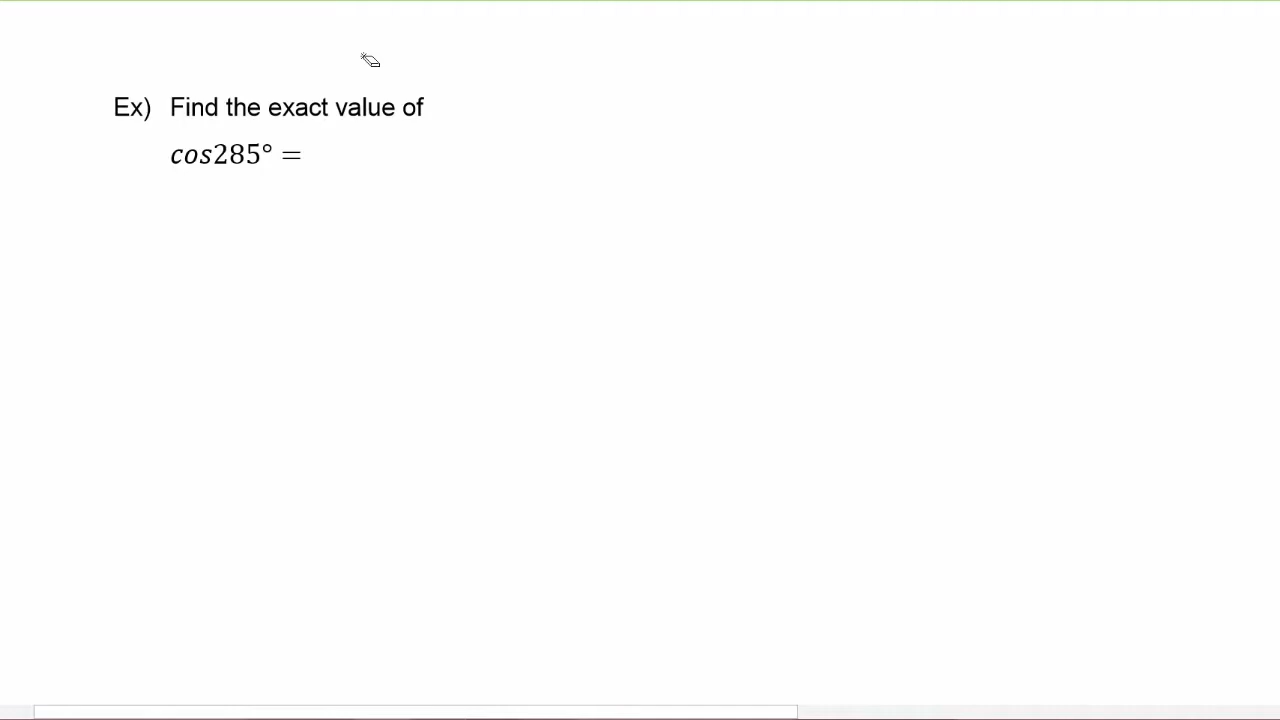 Ex) Find the exact value of
cos285° =